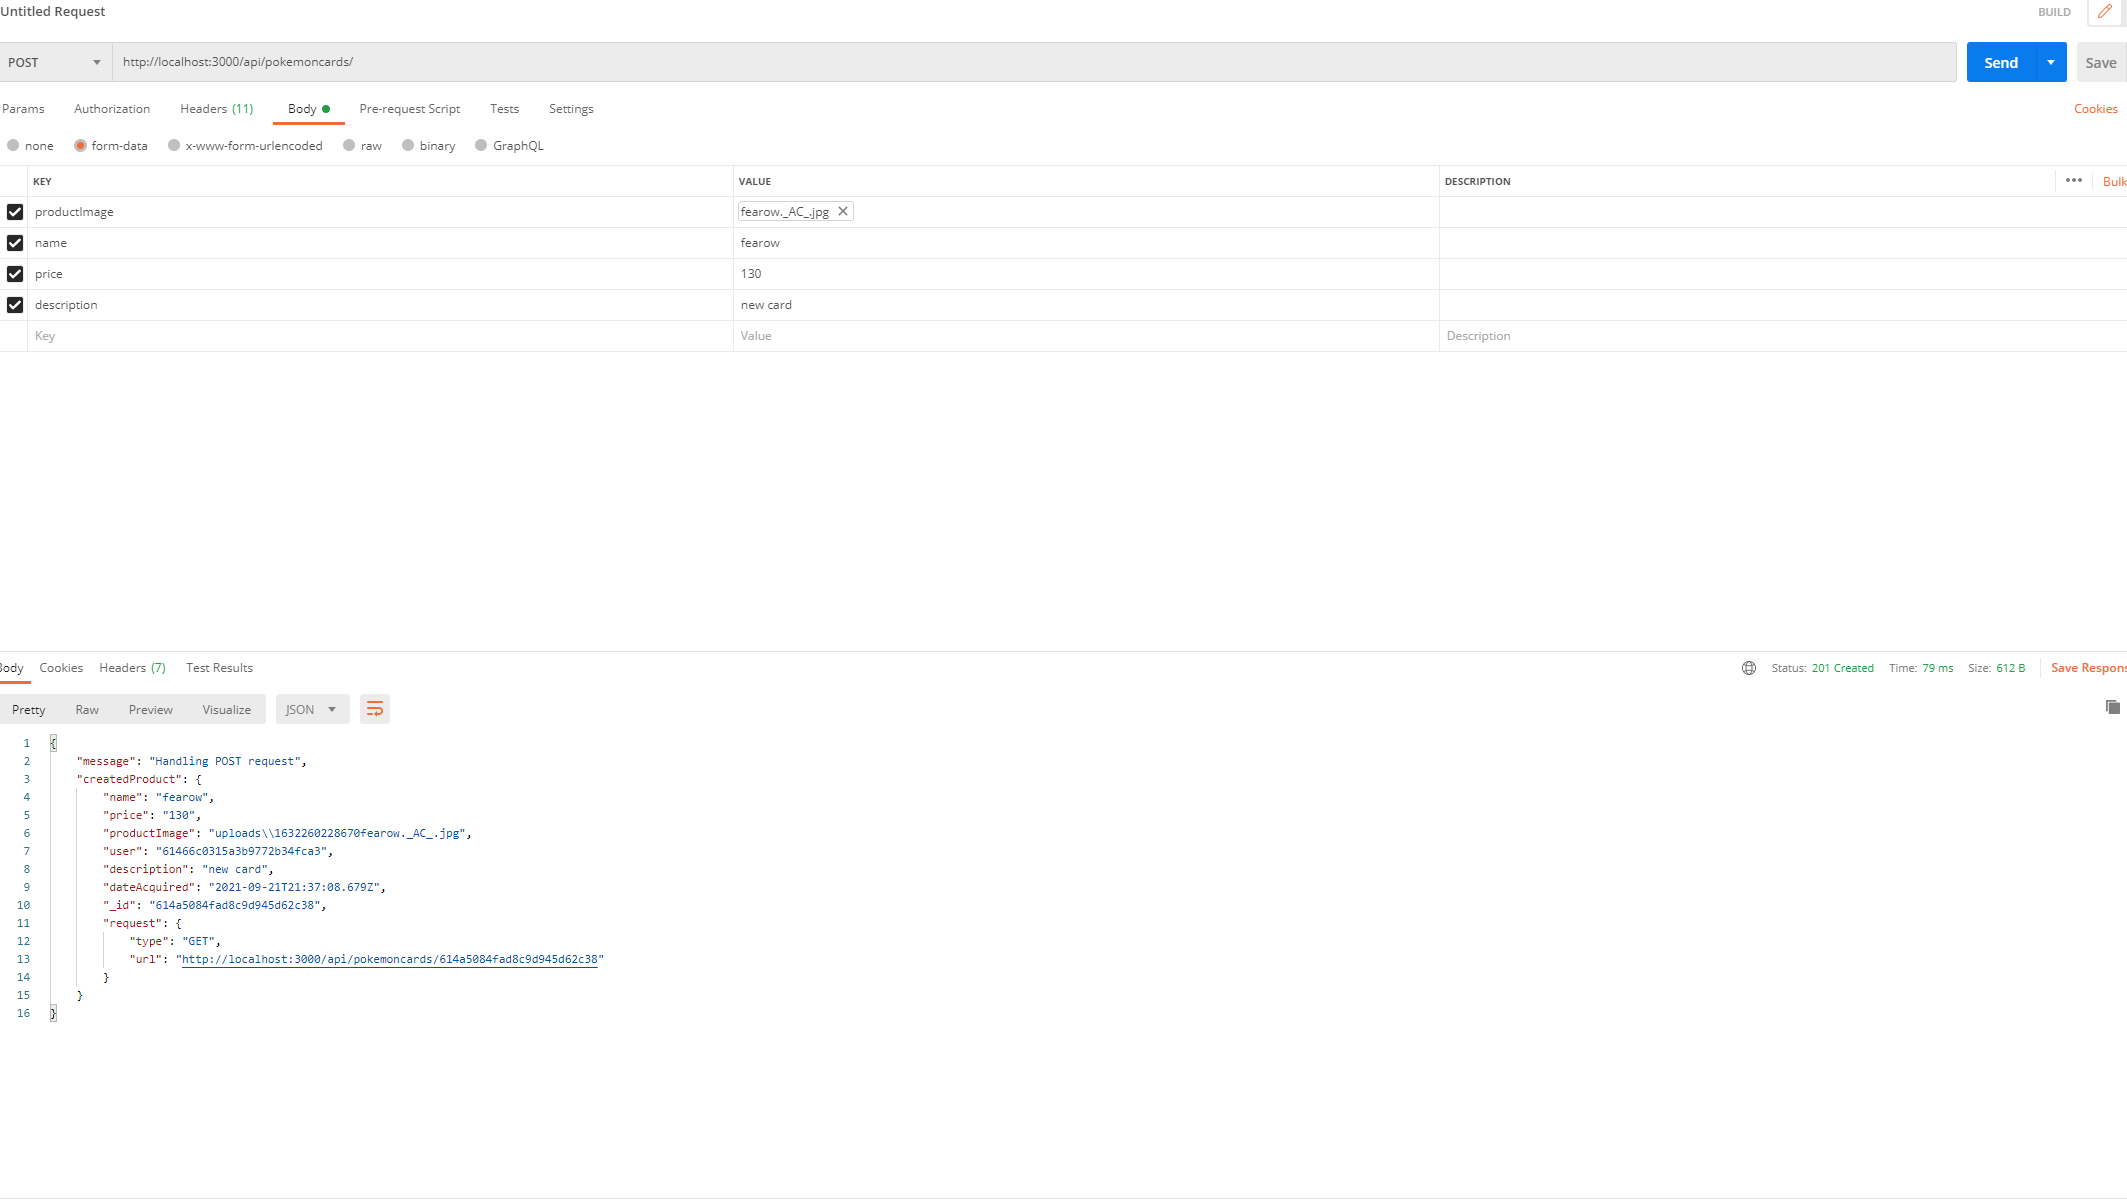 Untitled Request
BUILD
POST
http://localhost:3000/api/pokemoncards/
Send
Save
Params Authorization Headers (11) Body Pre-request Script Tests Settings Cookies
none form-data x-www-form-urlencoded raw binary GraphQL
KEY VALUE DESCRIPTION ••• Bulk
productImage fearow._AC_.jpg
name fearow
price 130
description new card
Key Value Description
Body Cookies Headers (7) Test Results Status: 201 Created Time: 79 ms Size: 612 B Save Respons
Pretty Raw Preview Visualize JSON
1 {
2 "message": "Handling POST request",
3 "createdProduct": {
4 "name": "fearow",
5 "price": "130",
6 "productImage": "uploads\\1632260228670fearow._AC_.jpg",
7 "user": "61466c0315a3b9772b34fca3",
8 "description": "new card",
9 "dateAcquired": "2021-09-21T21:37:08.679Z",
10 "_id": "614a5084fad8c9d945d62c38",
11 "request": {
12 "type": "GET",
13 "url": "http://localhost:3000/api/pokemoncards/614a5084fad8c9d945d62c38"
14 }
15 }
16 }